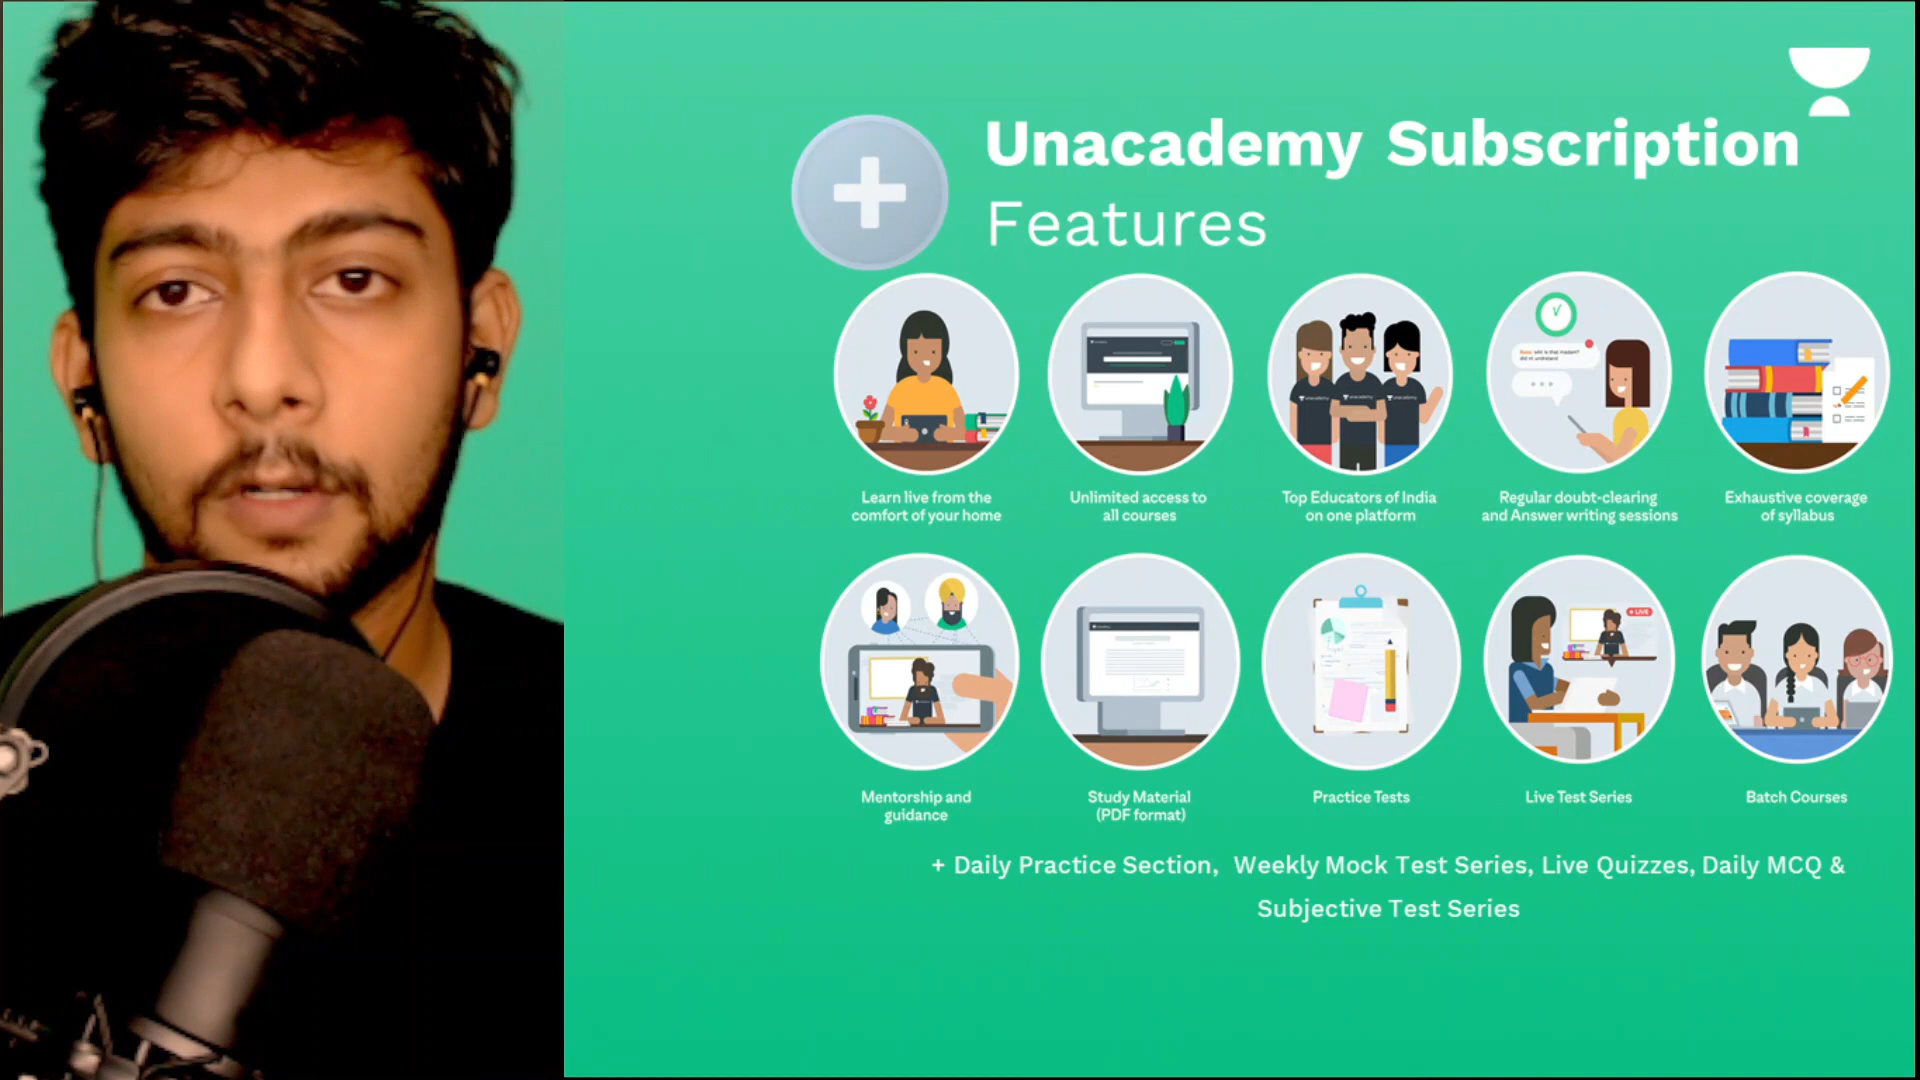 Unacademy Subscription
Features
Learn live from the
comfort of your home
Unlimited access to
all courses
Top Educators of India
on one platform
Regular doubt-clearing
and Answer writing sessions
Exhaustive coverage
of syllabus
Mentorship and
guidance
Study Material
(PDF format)
Practice Tests
LIVE
Live Test Series
Batch Courses
+ Daily Practice Section, Weekly Mock Test Series, Live Quizzes, Daily MCQ &
Subjective Test Series